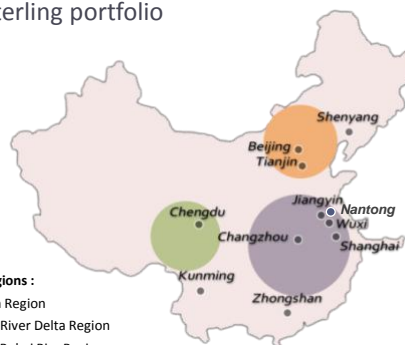 terling portfolio
Shenyang
Beijing
Tianjin
Jiangyin
Nantong
Chengdu
Wuxi
Changzhou
Shanghai
Kunming
Zhongshan
gions :
Region
River Delta Region